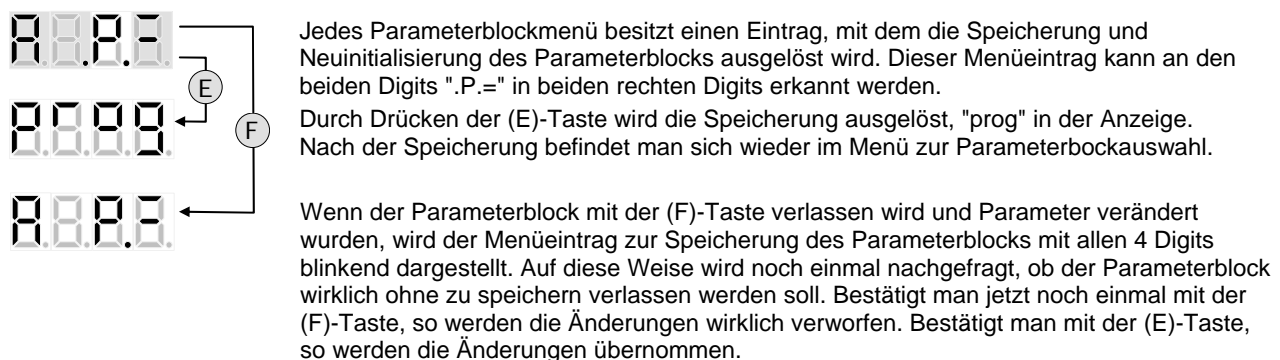 A .P.=
E
F
Jedes Parameterblockmenü besitzt einen Eintrag, mit dem die Speicherung und
Neuinitialisierung des Parameterblocks ausgelöst wird. Dieser Menüeintrag kann an den
beiden Digits ".P.=" in beiden rechten Digits erkannt werden.
Durch Drücken der (E)-Taste wird die Speicherung ausgelöst, "prog" in der Anzeige.
Nach der Speicherung befindet man sich wieder im Menü zur Parameterbockauswahl.
A. P.=
Wenn der Parameterblock mit der (F)-Taste verlassen wird und Parameter verändert
wurden, wird der Menüeintrag zur Speicherung des Parameterblocks mit allen 4 Digits
blinkend dargestellt. Auf diese Weise wird noch einmal nachgefragt, ob der Parameterblock
wirklich ohne zu speichern verlassen werden soll. Bestätigt man jetzt noch einmal mit der
(F)-Taste, so werden die Änderungen wirklich verworfen. Bestätigt man mit der (E)-Taste,
so werden die Änderungen übernommen.